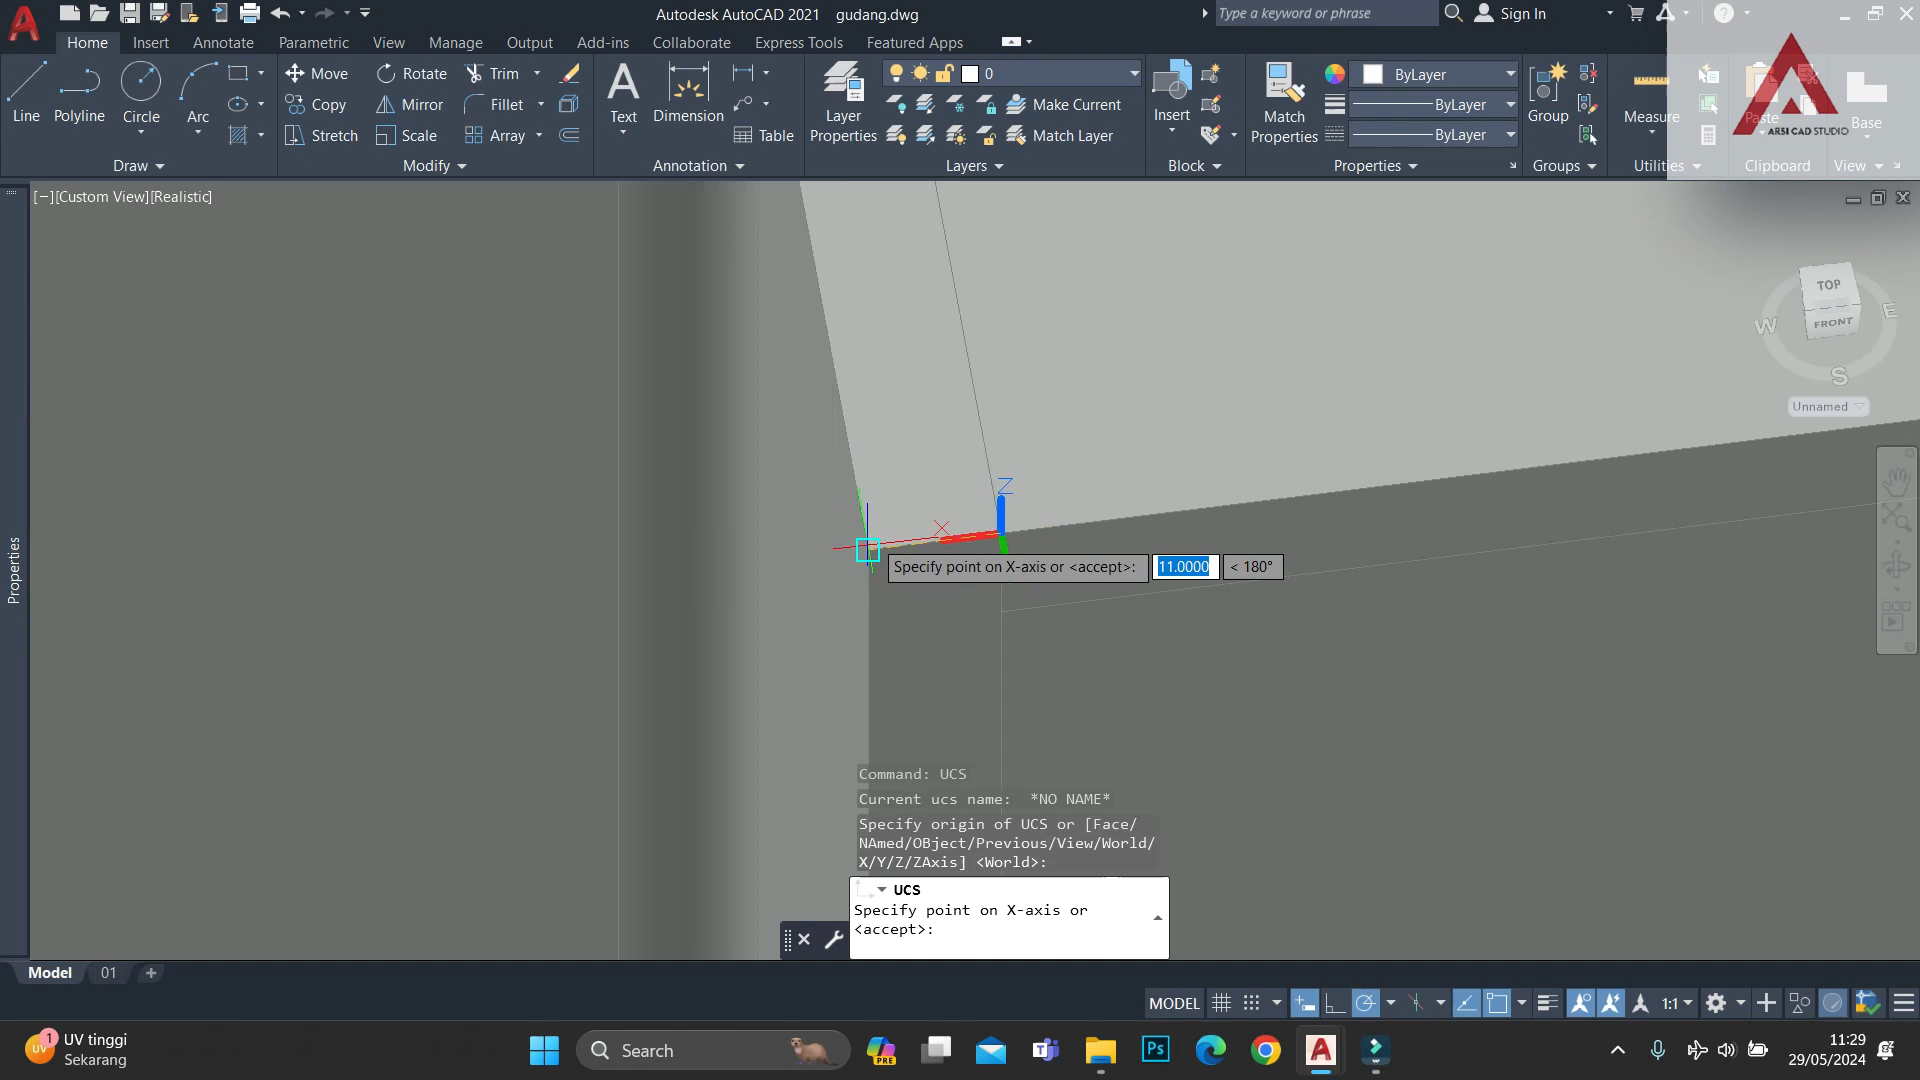 Autodesk AutoCAD 2021 gudang.dwg
Type a keyword or phrase
Sign In
Home Insert Annotate Parametric View Manage Output Add-ins Collaborate Express Tools Featured Apps
Line Polyline Circle Arc
Move Rotate Trim
Copy Mirror Fillet
Stretch Scale Array
Text Dimension Table
Layer Properties
0
Make Current
Match Layer
Insert
Match Properties
ByLayer
ByLayer
ByLayer
Group
Measure
Paste
Base
ARSI CAD STUDIO
Draw Modify Annotation Layers Block Properties Groups Utilities Clipboard View
[−][Custom View][Realistic]
TOP
FRONT
W E S
Unnamed
Properties
Z
X
Specify point on X-axis or <accept>: 11.0000 < 180°
Command: UCS
Current ucs name:  *NO NAME*
Specify origin of UCS or [Face/
NAmed/OBject/Previous/View/World/
X/Y/Z/ZAxis] <World>:
UCS
Specify point on X-axis or
<accept>:
Model 01
MODEL 1:1
UV tinggi
Sekarang
1
UV
Search
PRE
Ps
11:29
29/05/2024